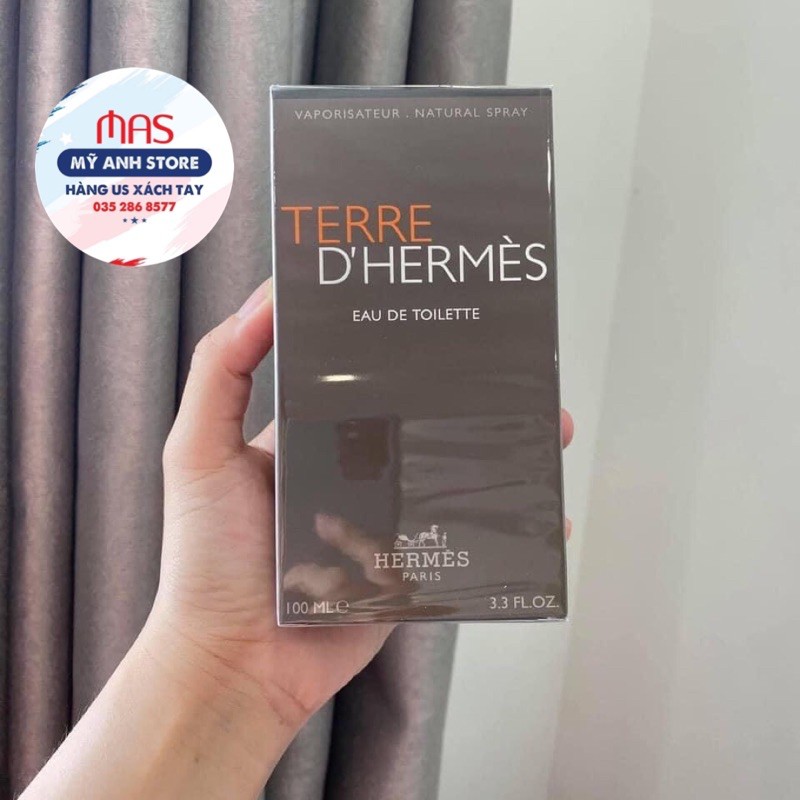 MAS
MỸ ANH STORE
HÀNG US XÁCH TAY
035 286 8577
VAPORISATEUR . NATURAL SPRAY
TERRE
D'HERMÈS
EAU DE TOILETTE
HERMÈS
PARIS
100 ML℮
3.3 FL.OZ.